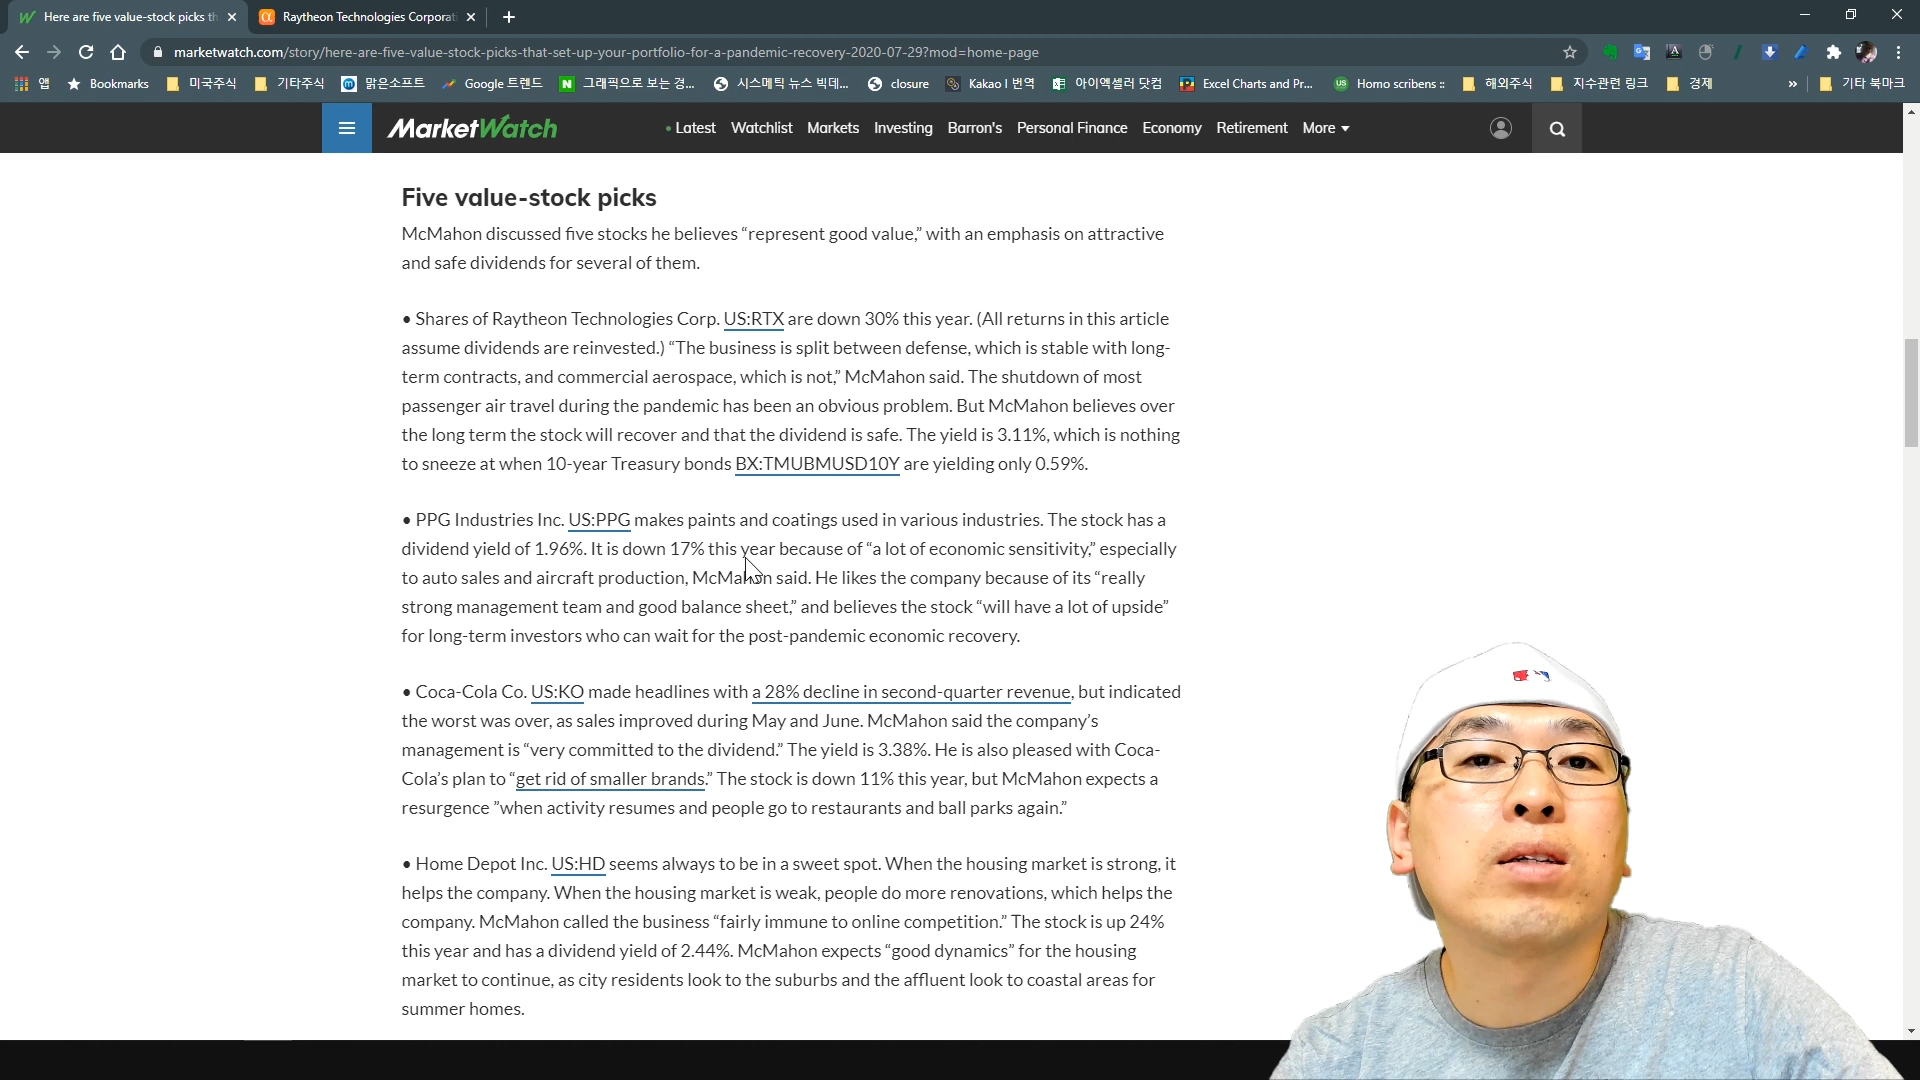 Here are five value-stock picks th
Raytheon Technologies Corporati
marketwatch.com/story/here-are-five-value-stock-picks-that-set-up-your-portfolio-for-a-pandemic-recovery-2020-07-29?mod=home-page
앱 Bookmarks 미국주식 기타주식 맑은소프트 Google 트렌드 그래픽으로 보는 경... 시스메틱 뉴스 빅데... closure Kakao I 번역 아이엑셀러 닷컴 Excel Charts and Pr... Homo scribens :: 해외주식 지수관련 링크 경제 » 기타 북마크
MarketWatch
• Latest Watchlist Markets Investing Barron's Personal Finance Economy Retirement More
Five value-stock picks
McMahon discussed five stocks he believes “represent good value,” with an emphasis on attractive
and safe dividends for several of them.
• Shares of Raytheon Technologies Corp. US:RTX are down 30% this year. (All returns in this article
assume dividends are reinvested.) “The business is split between defense, which is stable with long-
term contracts, and commercial aerospace, which is not,” McMahon said. The shutdown of most
passenger air travel during the pandemic has been an obvious problem. But McMahon believes over
the long term the stock will recover and that the dividend is safe. The yield is 3.11%, which is nothing
to sneeze at when 10-year Treasury bonds BX:TMUBMUSD10Y are yielding only 0.59%.
• PPG Industries Inc. US:PPG makes paints and coatings used in various industries. The stock has a
dividend yield of 1.96%. It is down 17% this year because of “a lot of economic sensitivity,” especially
to auto sales and aircraft production, McMahon said. He likes the company because of its “really
strong management team and good balance sheet,” and believes the stock “will have a lot of upside”
for long-term investors who can wait for the post-pandemic economic recovery.
• Coca-Cola Co. US:KO made headlines with a 28% decline in second-quarter revenue, but indicated
the worst was over, as sales improved during May and June. McMahon said the company’s
management is “very committed to the dividend.” The yield is 3.38%. He is also pleased with Coca-
Cola’s plan to “get rid of smaller brands.” The stock is down 11% this year, but McMahon expects a
resurgence ”when activity resumes and people go to restaurants and ball parks again.”
• Home Depot Inc. US:HD seems always to be in a sweet spot. When the housing market is strong, it
helps the company. When the housing market is weak, people do more renovations, which helps the
company. McMahon called the business “fairly immune to online competition.” The stock is up 24%
this year and has a dividend yield of 2.44%. McMahon expects “good dynamics” for the housing
market to continue, as city residents look to the suburbs and the affluent look to coastal areas for
summer homes.